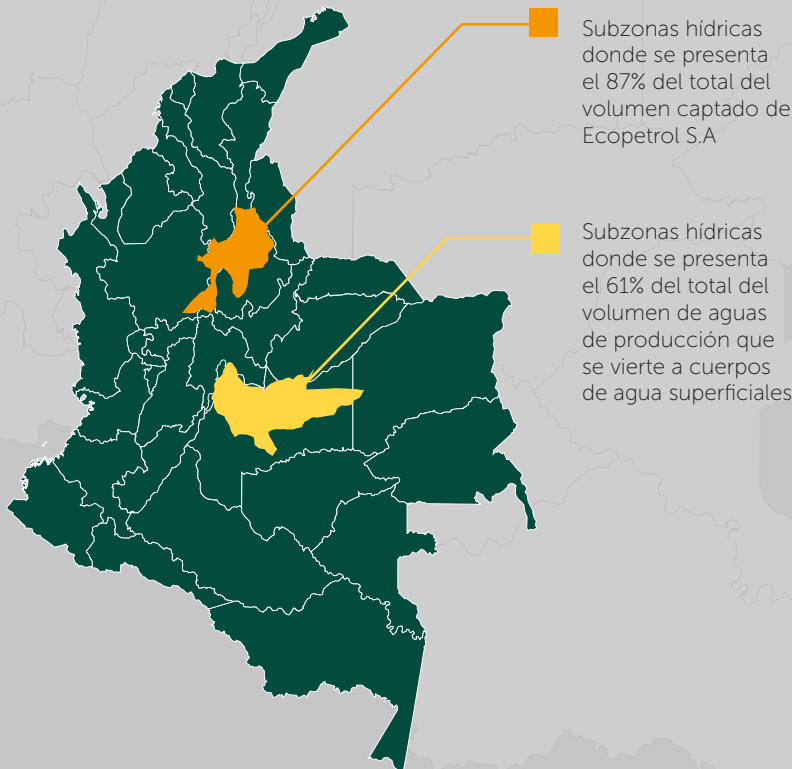 Subzonas hídricas
donde se presenta
el 87% del total del
volumen captado de
Ecopetrol S.A
Subzonas hídricas
donde se presenta
el 61% del total del
volumen de aguas
de producción que
se vierte a cuerpos
de agua superficiales